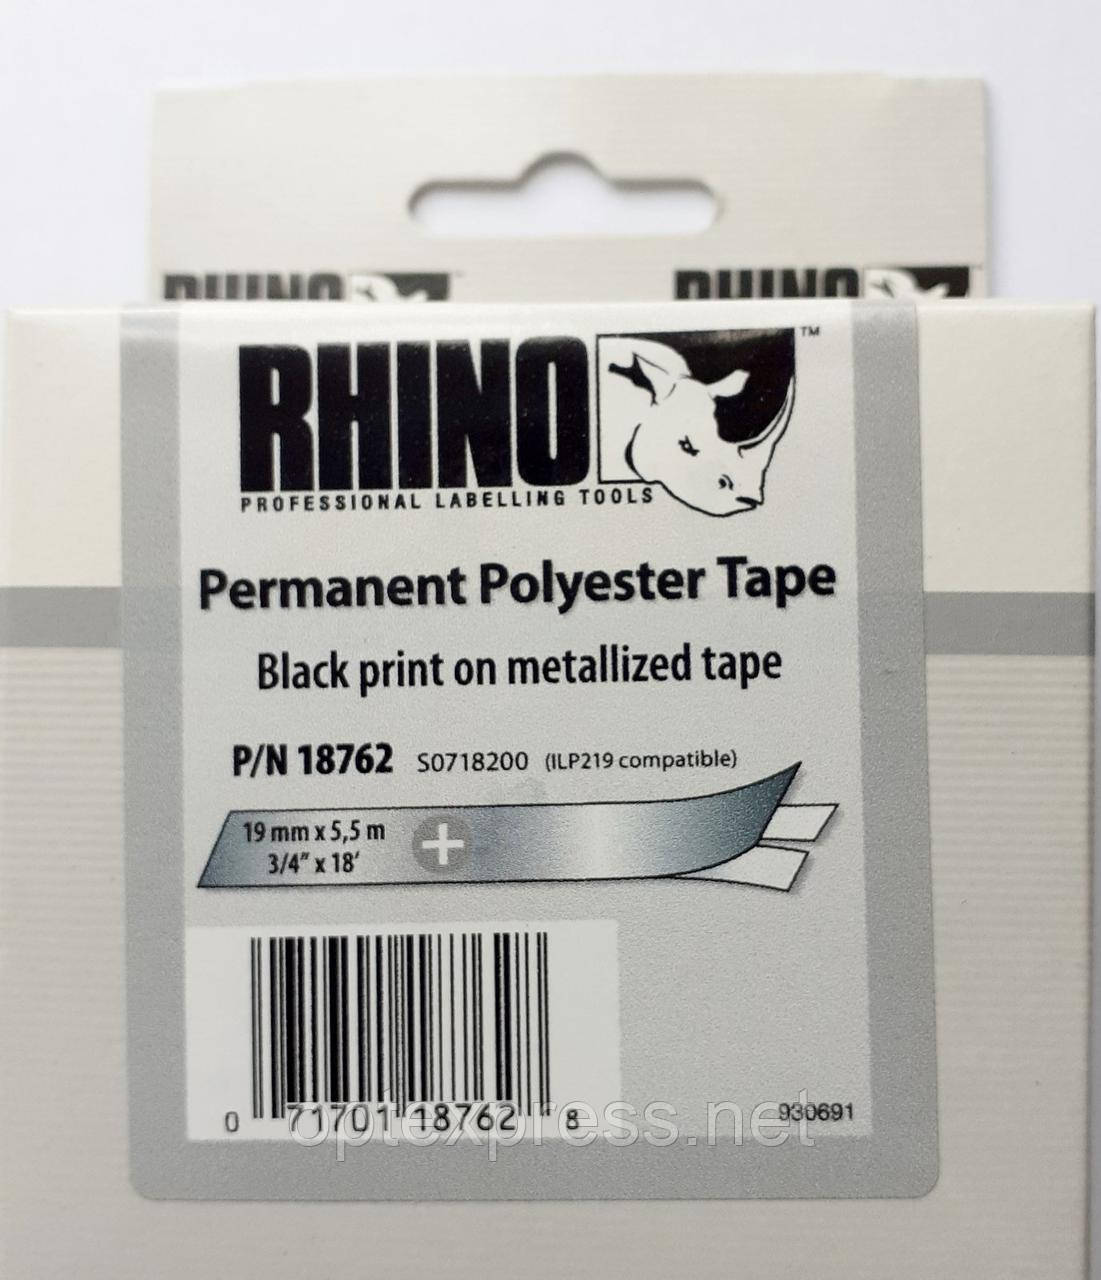 RHINO RHINO
RHINO ™
PROFESSIONAL LABELLING TOOLS
Permanent Polyester Tape
Black print on metallized tape
P/N 18762 S0718200 (ILP219 compatible)
19 mm x 5,5 m
3/4" x 18'
0 71701 18762 8
930691
optexpress.net